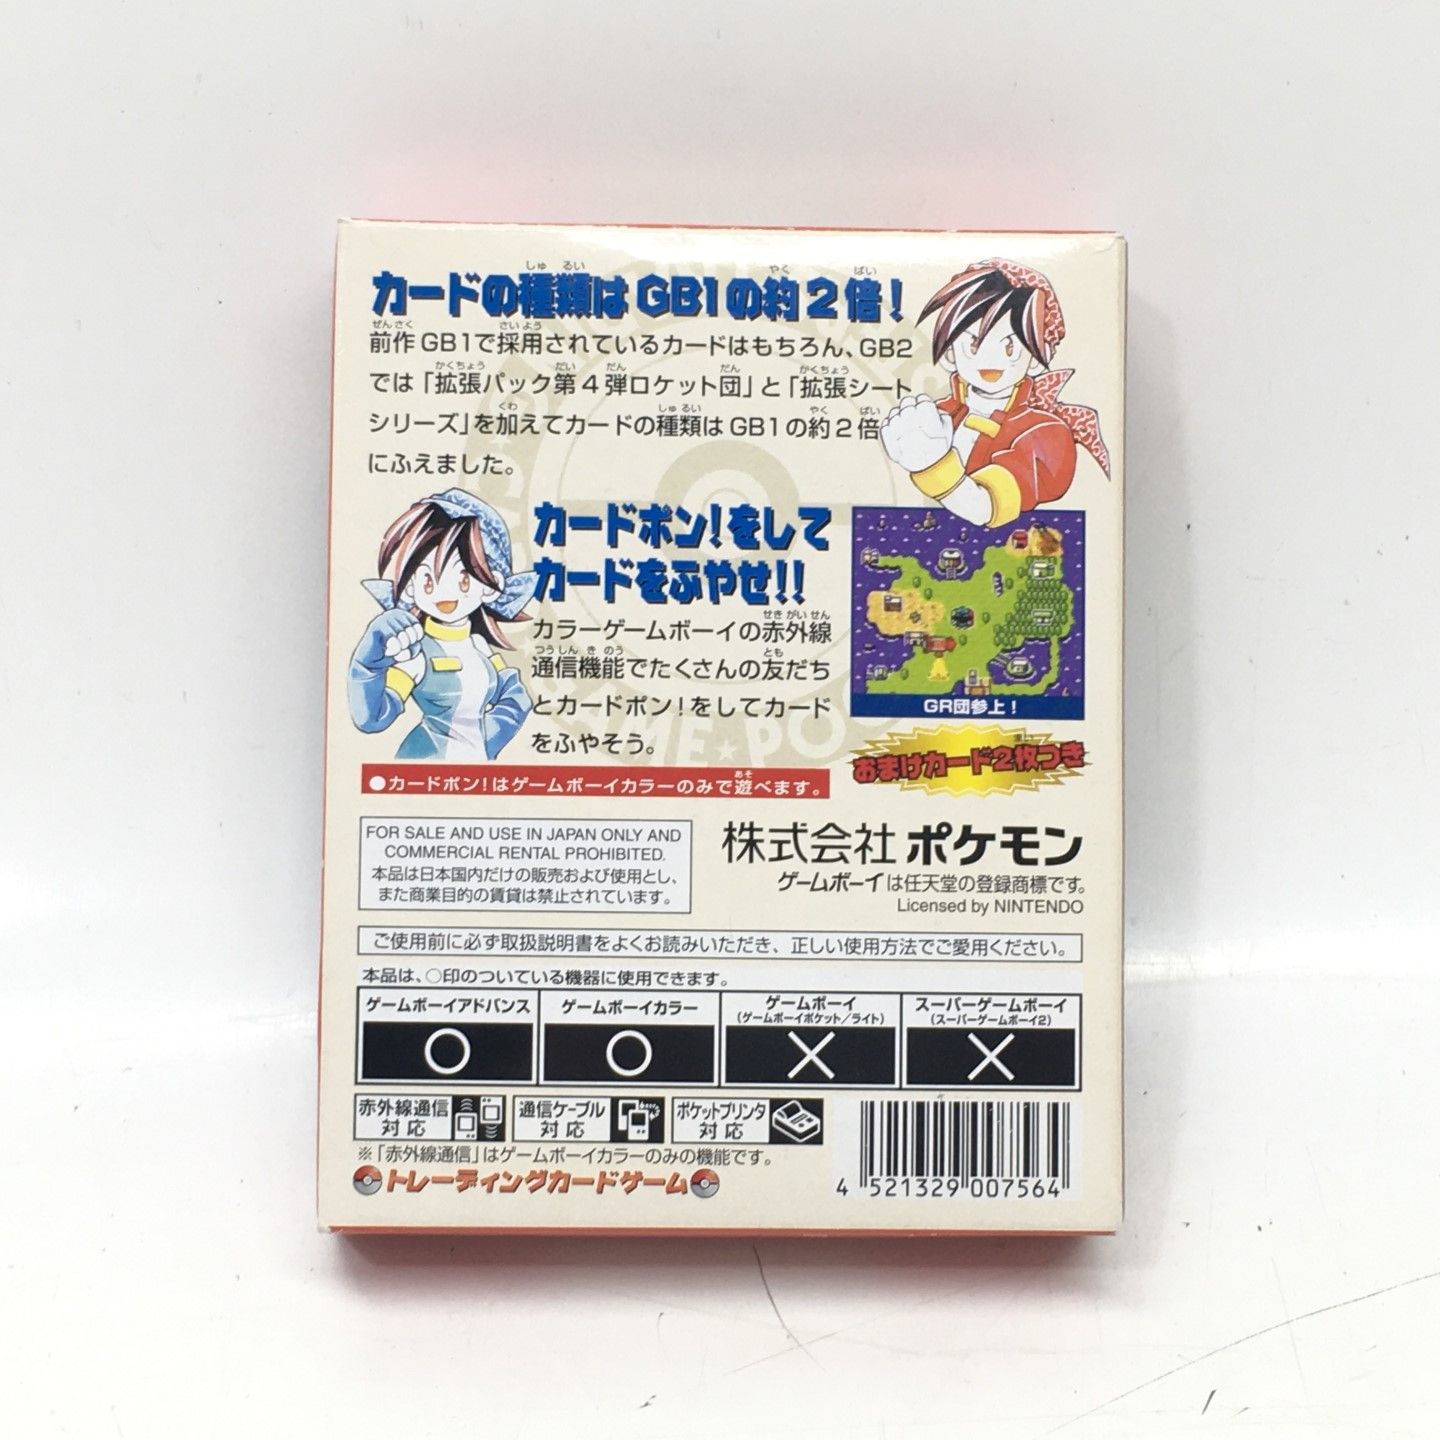 カードの種類はGB1の約2倍!
前作GB1で採用されているカードはもちろん、GB2
では「拡張パック第4弾ロケット団」と「拡張シート
シリーズ」を加えてカードの種類はGB1の約2倍
にふえました。
カードポン!をして
カードをふやせ!!
カラーゲームボーイの赤外線
通信機能でたくさんの友だち
とカードポン!をしてカード
をふやそう。
GR団参上!
おまけカード2枚つき
●カードポン!はゲームボーイカラーのみで遊べます。
FOR SALE AND USE IN JAPAN ONLY AND
COMMERCIAL RENTAL PROHIBITED.
本品は日本国内だけの販売および使用とし、
また商業目的の賃貸は禁止されています。
株式会社ポケモン
ゲームボーイは任天堂の登録商標です。
Licensed by NINTENDO
ご使用前に必ず取扱説明書をよくお読みいただき、正しい使用方法でご愛用ください。
本品は、○印のついている機器に使用できます。
ゲームボーイアドバンス ゲームボーイカラー ゲームボーイ スーパーゲームボーイ
(ゲームボーイポケット/ライト) (スーパーゲームボーイ2)
○ ○ × ×
赤外線通信 通信ケーブル ポケットプリンタ
対応 対応 対応
※「赤外線通信」はゲームボーイカラーのみの機能です。
トレーディングカードゲーム
4 521329 007564